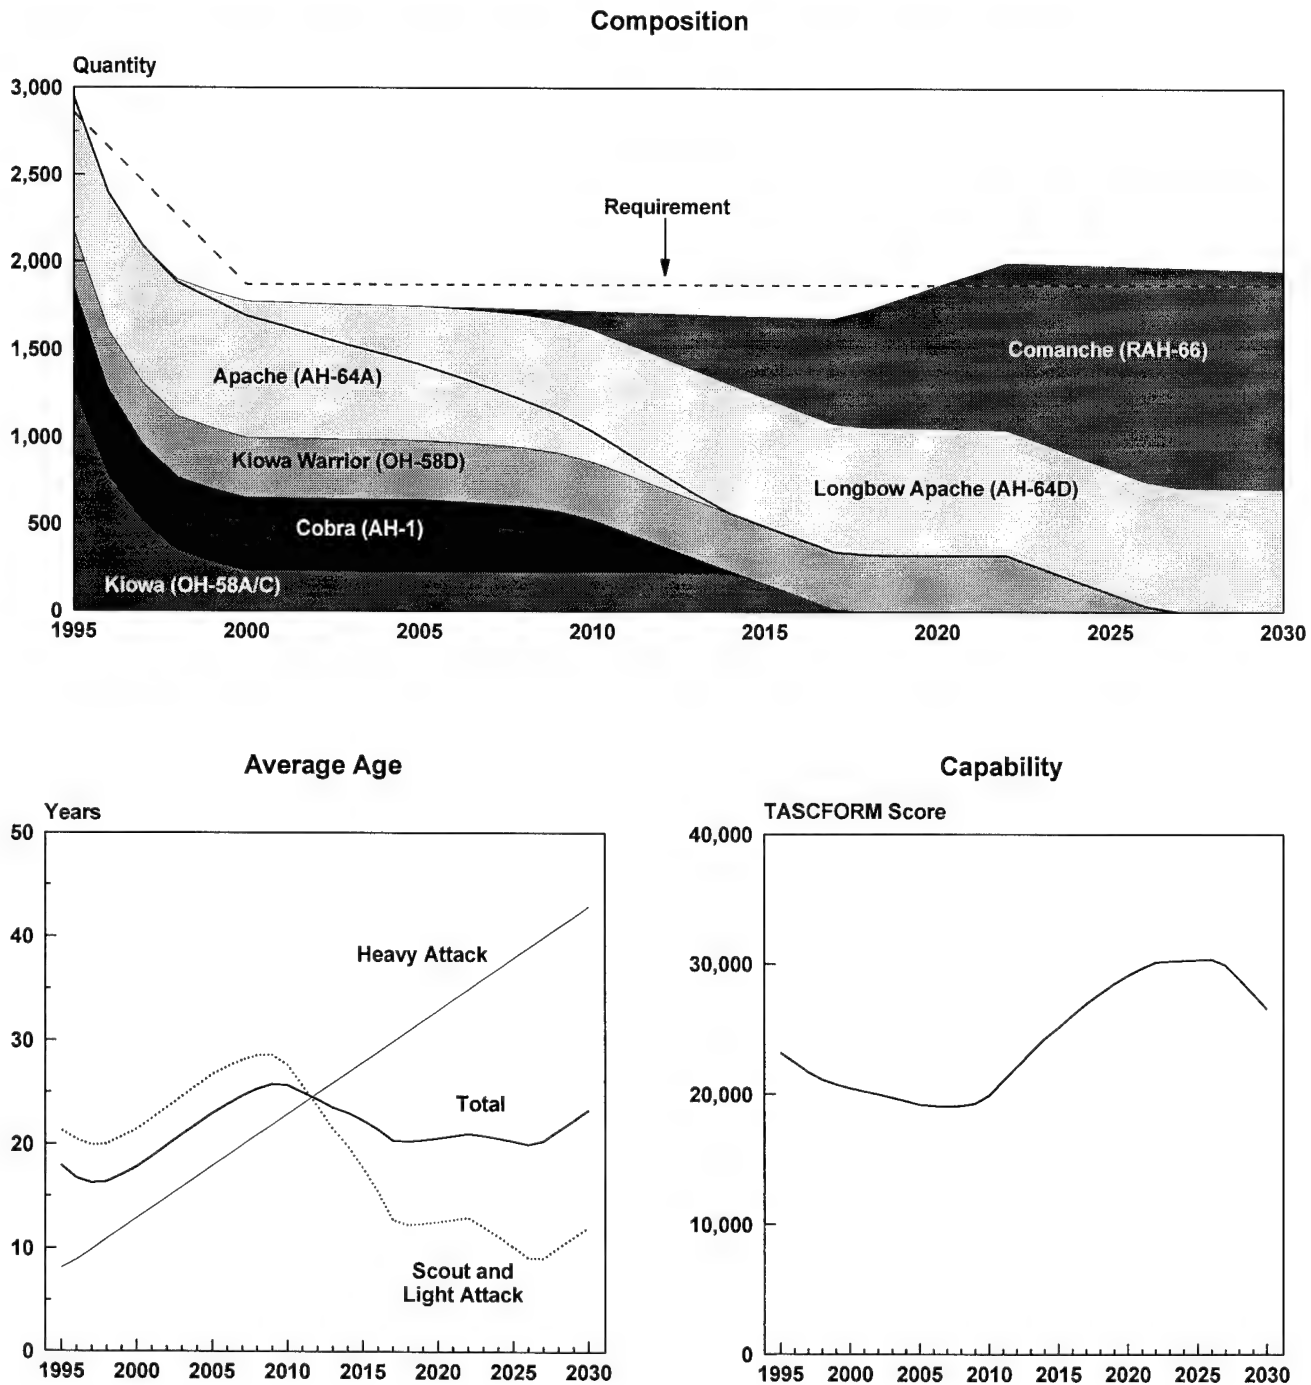 Composition
Quantity
3,000
2,500
2,000
1,500
1,000
500
0
Requirement
Apache (AH-64A)
Kiowa Warrior (OH-58D)
Cobra (AH-1)
Kiowa (OH-58A/C)
Comanche (RAH-66)
Longbow Apache (AH-64D)
1995 2000 2005 2010 2015 2020 2025 2030
Average Age
Years
50
40
30
20
10
0
Heavy Attack
Total
Scout and
Light Attack
1995 2000 2005 2010 2015 2020 2025 2030
Capability
TASCFORM Score
40,000
30,000
20,000
10,000
0
1995 2000 2005 2010 2015 2020 2025 2030